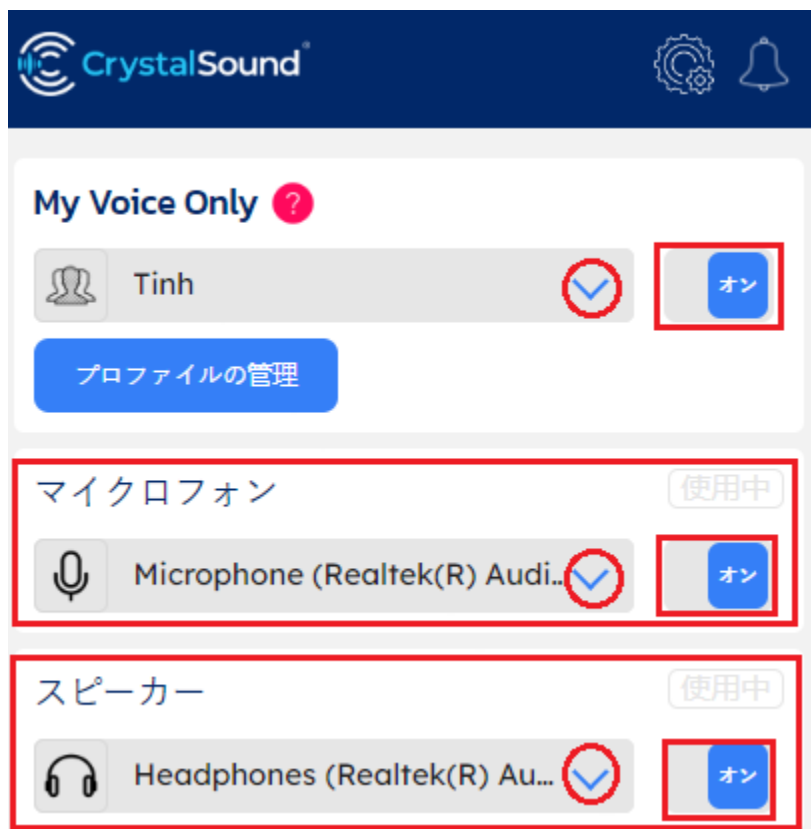 CrystalSound®
My Voice Only ?
Tinh オン
プロファイルの管理
マイクロフォン 使用中
Microphone (Realtek(R) Audi.. オン
スピーカー 使用中
Headphones (Realtek(R) Au... オン